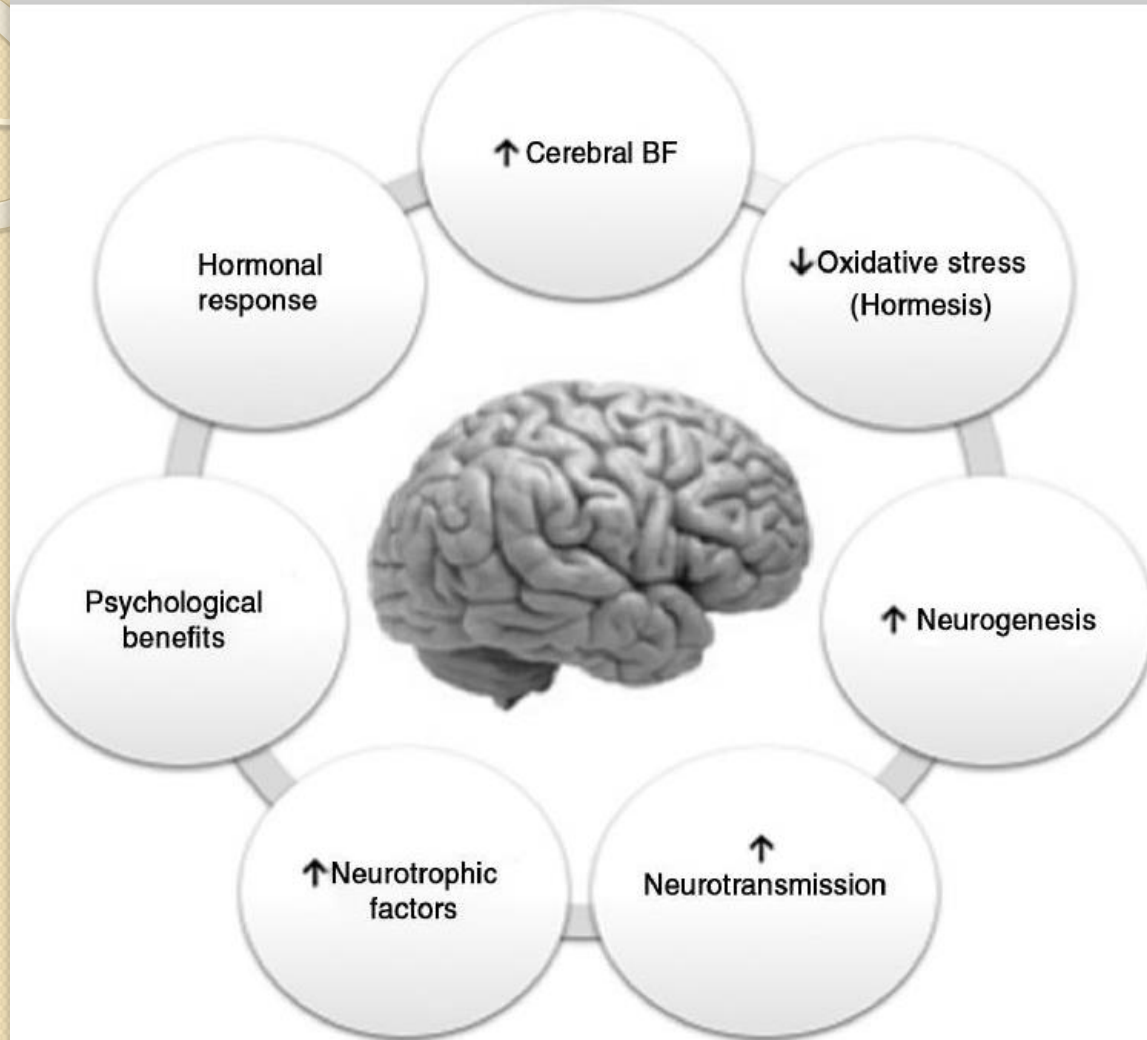 ↑ Cerebral BF
↓Oxidative stress
(Hormesis)
↑ Neurogenesis
↑
Neurotransmission
↑Neurotrophic
factors
Psychological
benefits
Hormonal
response